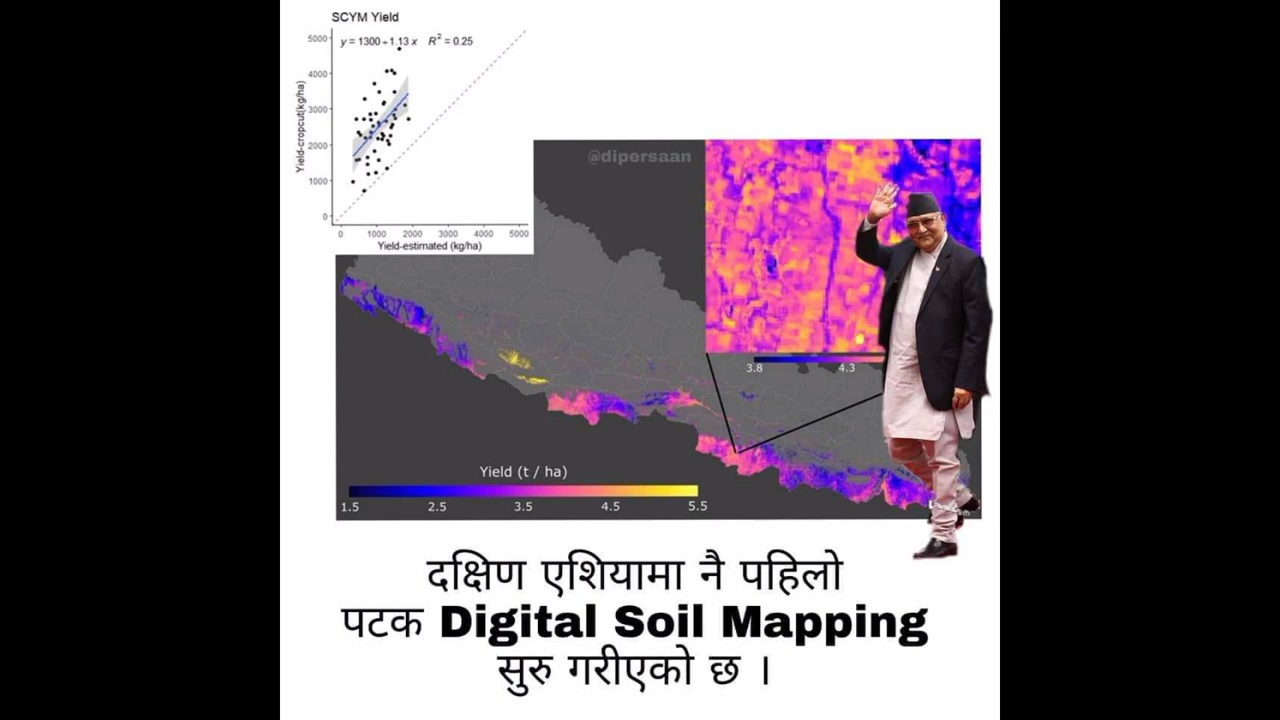 SCYM Yield
y = 1300+1.13 x R² = 0.25
5000
4000
3000
2000
1000
0
Yield-cropcut(kg/ha)
0 1000 2000 3000 4000 5000
Yield-estimated (kg/ha)
@dipersaan
3.8 4.3
Yield (t / ha)
1.5 2.5 3.5 4.5 5.5
दक्षिण एशियामा नै पहिलो
पटक Digital Soil Mapping
सुरु गरीएको छ ।